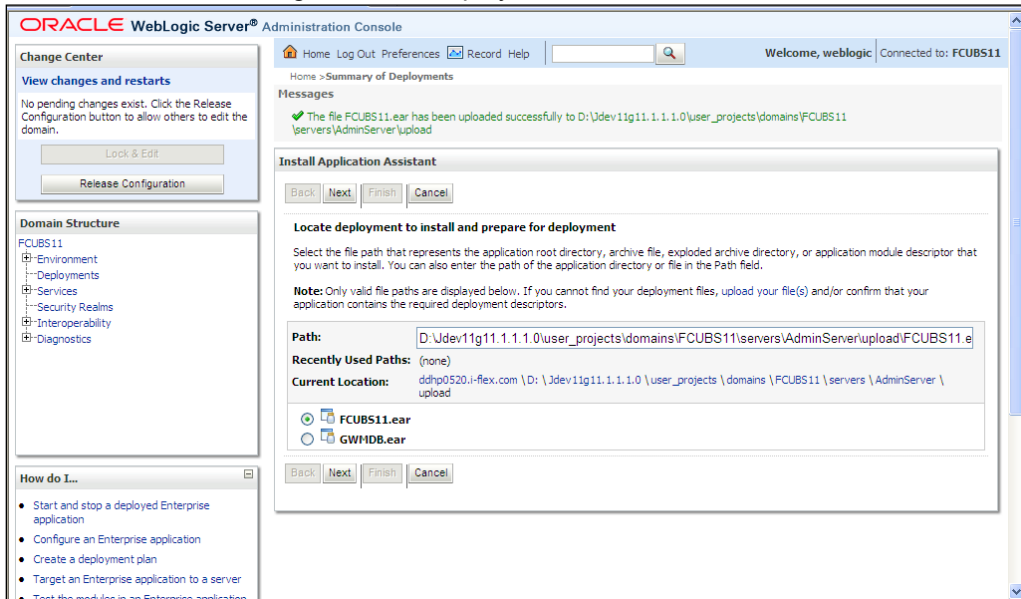 ORACLE WebLogic Server® Administration Console
Change Center
View changes and restarts
No pending changes exist. Click the Release
Configuration button to allow others to edit the
domain.
Lock & Edit
Release Configuration
Domain Structure
FCUBS11
Environment
Deployments
Services
Security Realms
Interoperability
Diagnostics
How do I...
Start and stop a deployed Enterprise
application
Configure an Enterprise application
Create a deployment plan
Target an Enterprise application to a server
Test the modules in an Enterprise application
Home Log Out Preferences Record Help
Welcome, weblogic Connected to: FCUBS11
Home >Summary of Deployments
Messages
The file FCUBS11.ear has been uploaded successfully to D:\Jdev11g11.1.1.1.0\user_projects\domains\FCUBS11
\servers\AdminServer\upload
Install Application Assistant
Back Next Finish Cancel
Locate deployment to install and prepare for deployment
Select the file path that represents the application root directory, archive file, exploded archive directory, or application module descriptor that
you want to install. You can also enter the path of the application directory or file in the Path field.
Note: Only valid file paths are displayed below. If you cannot find your deployment files, upload your file(s) and/or confirm that your
application contains the required deployment descriptors.
Path: D:\Jdev11g11.1.1.1.0\user_projects\domains\FCUBS11\servers\AdminServer\upload\FCUBS11.e
Recently Used Paths: (none)
Current Location: ddhp0520.i-flex.com \ D: \ Jdev11g11.1.1.1.0 \ user_projects \ domains \ FCUBS11 \ servers \ AdminServer \
upload
FCUBS11.ear
GWMDB.ear
Back Next Finish Cancel